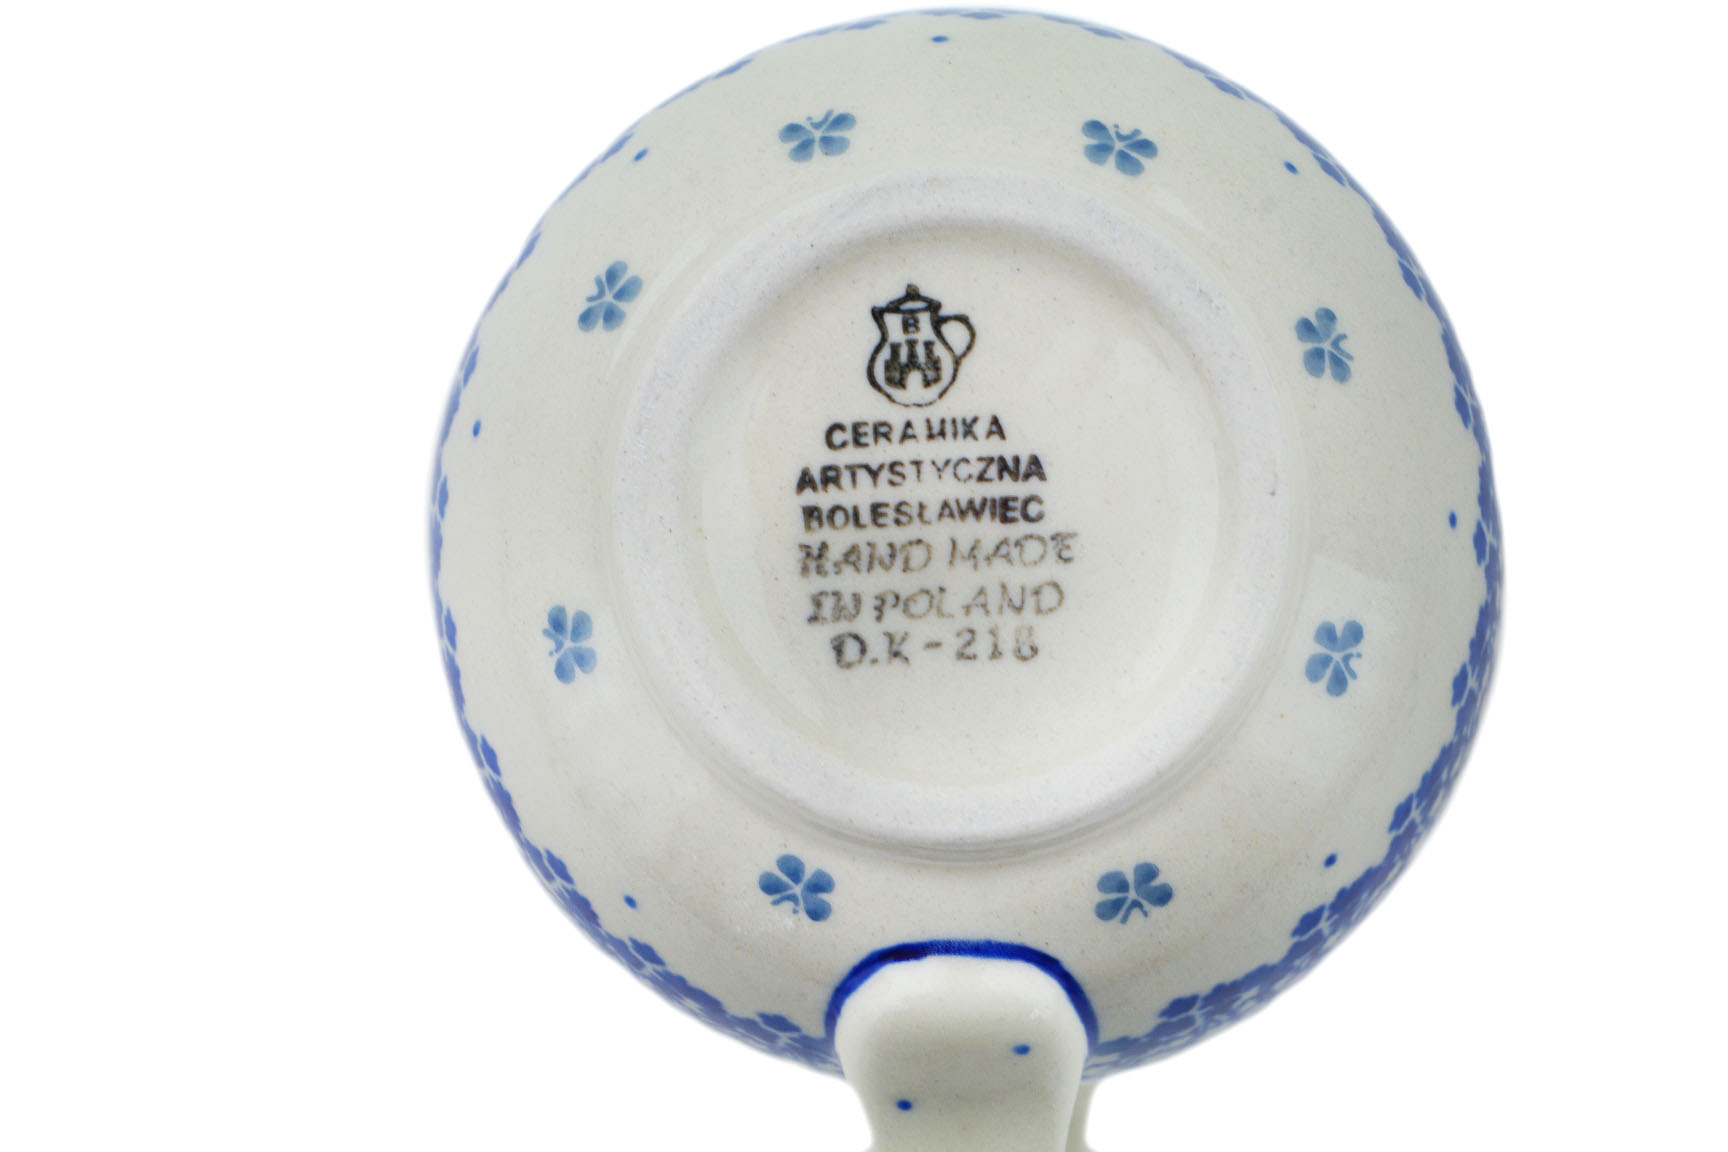 B
CERAMIKA
ARTYSTYCZNA
BOLESŁAWIEC
HAND MADE
IN POLAND
D.K-218